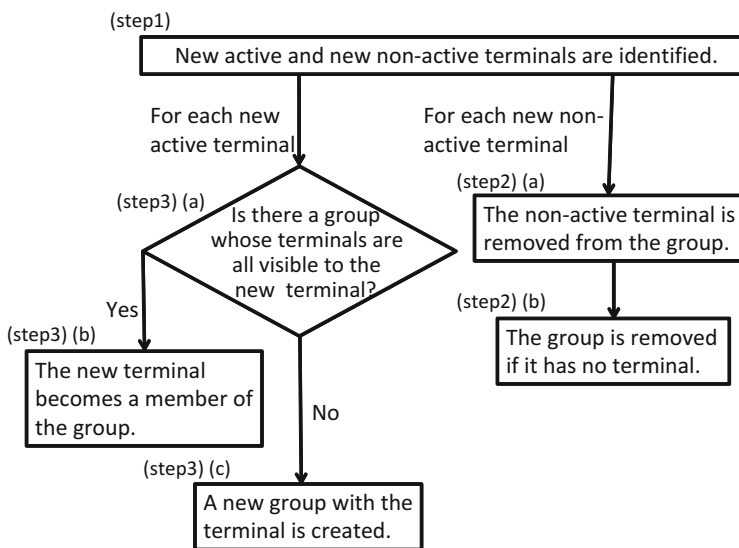 (step1)
New active and new non-active terminals are identified.
For each new
active terminal
For each new non-
active terminal
(step3) (a)
Is there a group
whose terminals are
all visible to the
new terminal?
(step2) (a)
The non-active terminal is
removed from the group.
(step2) (b)
The group is removed
if it has no terminal.
Yes
(step3) (b)
The new terminal
becomes a member of
the group.
No
(step3) (c)
A new group with the
terminal is created.